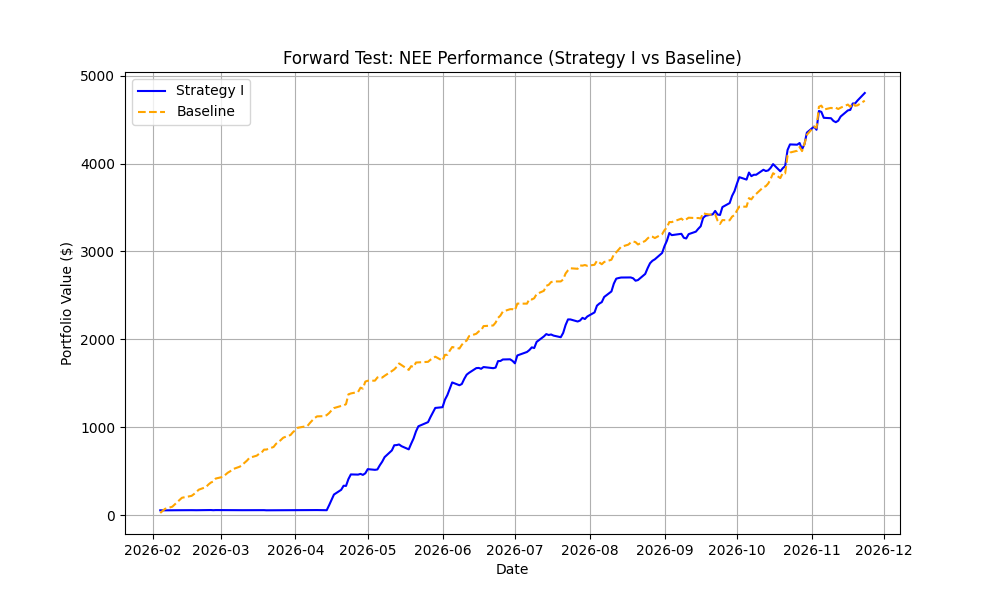 Forward Test: NEE Performance (Strategy I vs Baseline)
Strategy I
Baseline
Portfolio Value ($)
5000
4000
3000
2000
1000
0
2026-02 2026-03 2026-04 2026-05 2026-06 2026-07 2026-08 2026-09 2026-10 2026-11 2026-12
Date